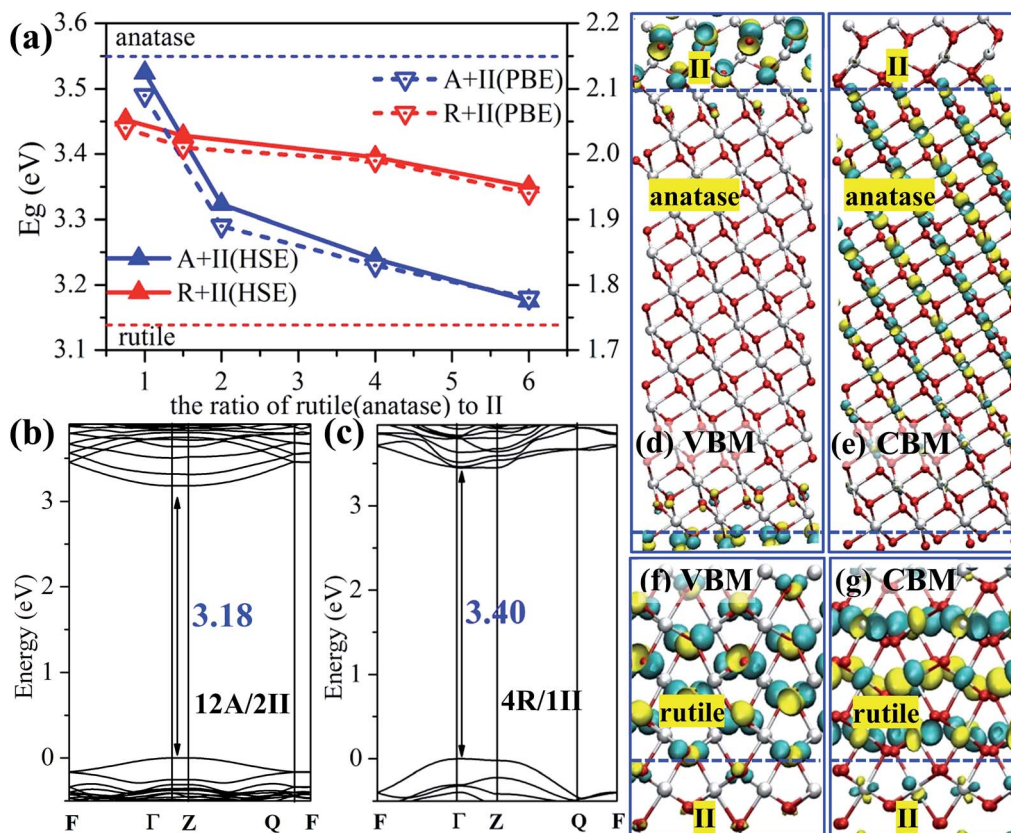 (a)
3.6
3.5
3.4
3.3
3.2
3.1
Eg (eV)
anatase
A+II(PBE)
R+II(PBE)
A+II(HSE)
R+II(HSE)
rutile
2.2
2.1
2.0
1.9
1.8
1.7
1 2 3 4 5 6
the ratio of rutile(anatase) to II
(b)
3
2
1
0
Energy (eV)
3.18
12A/2II
F Γ Z Q F
(c)
3
2
1
0
Energy (eV)
3.40
4R/1II
F Γ Z Q F
II
anatase
(d) VBM
II
anatase
(e) CBM
(f) VBM
rutile
II
(g) CBM
rutile
II